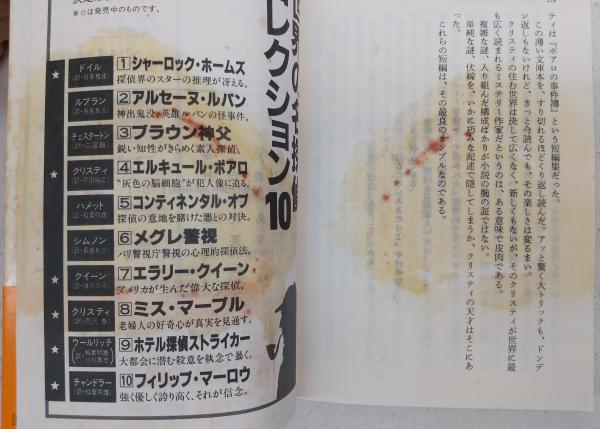 ティは『ポアロの事件簿』という短編集だった。
この薄い文庫本を、すり切れるほどくり返し読んだ。アッと驚く大トリックも、ドンデ
ン返しもないけれど、きっと今読んでも、その楽しさは変るまい。
クリスティの住む世界は決して広くなく、新しくもないが、そのクリスティが世界に最
も広く読まれるミステリー作家だというのは、ある意味で皮肉である。
複雑な謎、入り組んだ構成ばかりが小説の腕の証ではない。
単純な謎、伏線を、いかに巧みな記述で隠してしまうか、クリスティの天才はそこにあ
った。
これらの短編は、その最良のサンプルなのである。
※☆は発売中のものです。
レクション10
★
ドイル
1 シャーロック・ホームズ
探偵界のスターの推理が冴える。
ルブラン
2 アルセーヌ・ルパン
神出鬼没・英雄ルパンの怪事件。
チェスタートン
3 ブラウン神父
鋭い知性がきらめく素人探偵。
★
クリスティ
4 エルキュール・ポアロ
“灰色の脳細胞”が犯人像に迫る。
ハメット
5 コンティネンタル・オプ
探偵の意地を賭けた悪との対決。
シムノン
6 メグレ警視
パリ警視庁警視の心理的探偵法。
★
クイーン
7 エラリー・クイーン
アメリカが生んだ偉大な探偵。
★
クリスティ
8 ミス・マープル
老婦人の好奇心が真実を見通す。
★
ウールリッチ
9 ホテル探偵ストライカー
大都会に潜む殺意を執念で暴く。
★
チャンドラー
(訳・稲葉明雄)
10 フィリップ・マーロウ
強く優しく誇り高く、それが信念。